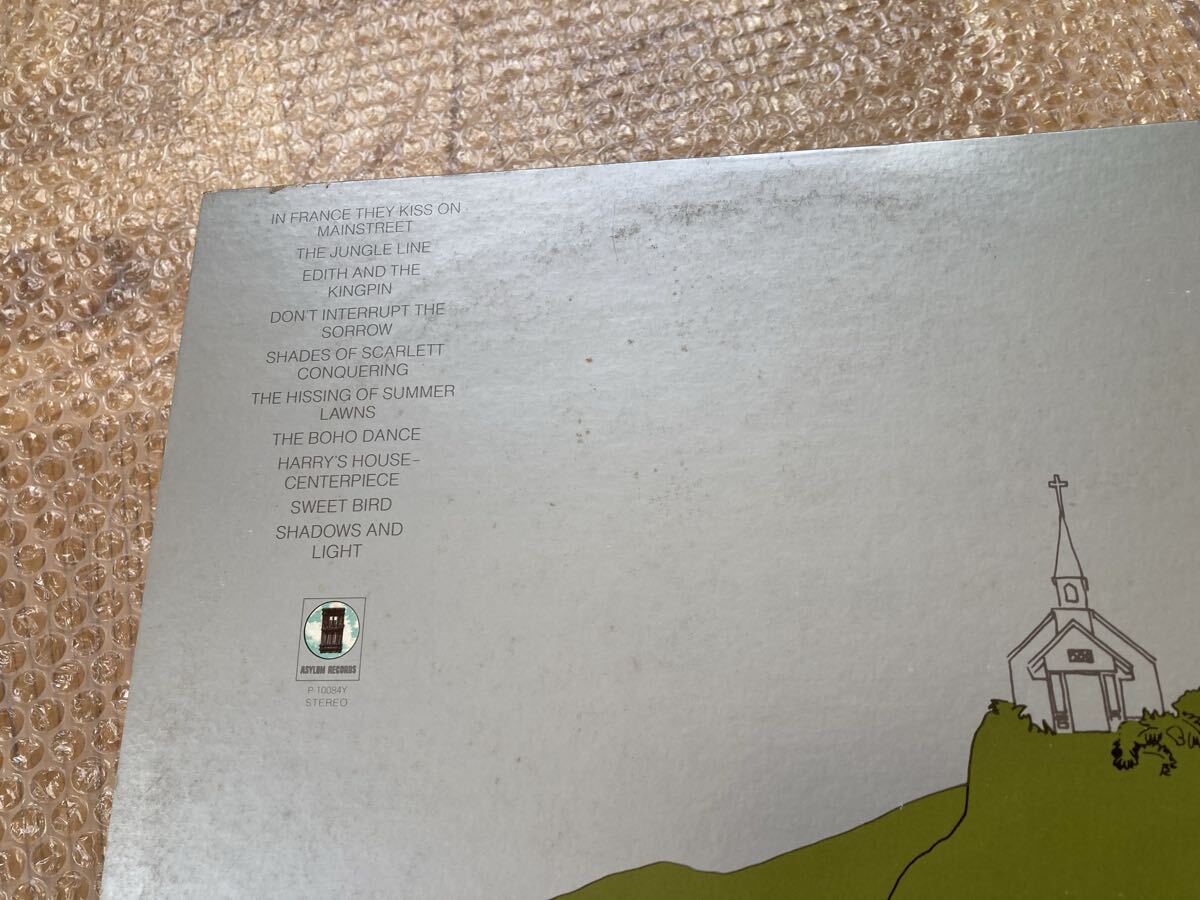 IN FRANCE THEY KISS ON
MAINSTREET
THE JUNGLE LINE
EDITH AND THE
KINGPIN
DON'T INTERRUPT THE
SORROW
SHADES OF SCARLETT
CONQUERING
THE HISSING OF SUMMER
LAWNS
THE BOHO DANCE
HARRY'S HOUSE–
CENTERPIECE
SWEET BIRD
SHADOWS AND
LIGHT
ASYLUM RECORDS
P-10084Y
STEREO